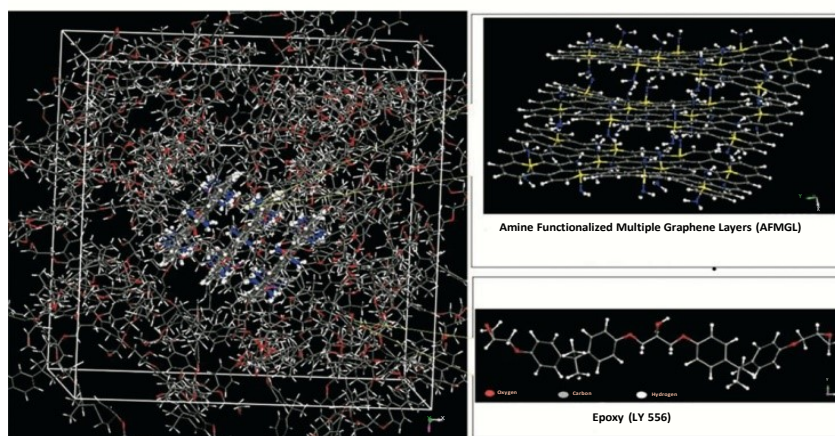 Amine Functionalized Multiple Graphene Layers (AFMGL)
Oxygen
Carbon
Hydrogen
Epoxy (LY 556)